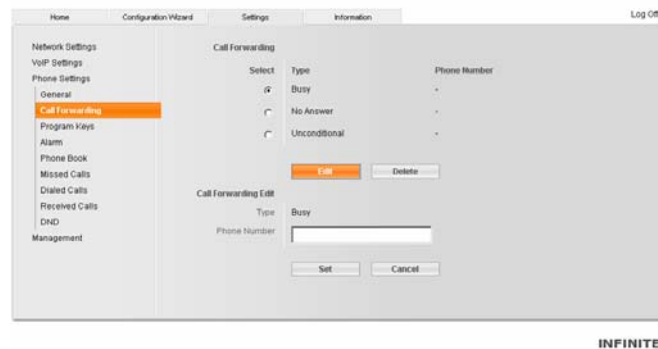 Home Configuration Wizard Settings Information Log Off
Network Settings
VoIP Settings
Phone Settings
General
Call Forwarding
Program Keys
Alarm
Phone Book
Missed Calls
Dialed Calls
Received Calls
DND
Management
Call Forwarding
Select Type Phone Number
Busy -
No Answer -
Unconditional -
Edit Delete
Call Forwarding Edit
Type Busy
Phone Number
Set Cancel
INFINITE